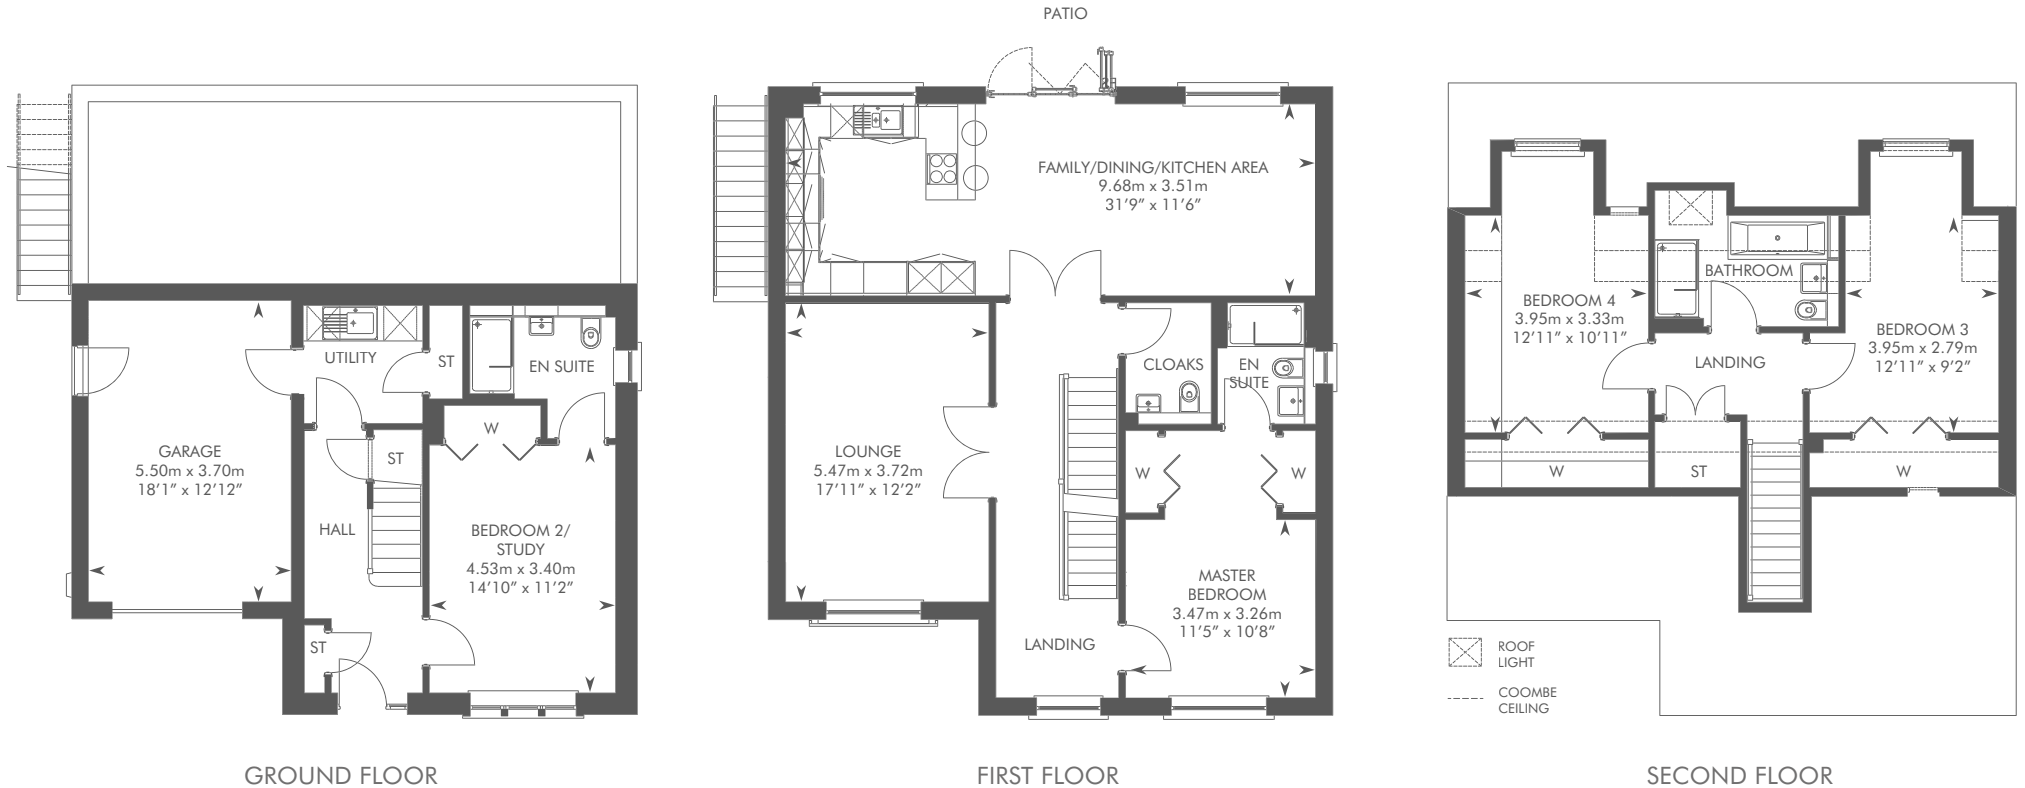 UTILITY
ST
EN SUITE
W
GARAGE
5.50m x 3.70m
18'1" x 12'12"
ST
HALL
BEDROOM 2/
STUDY
4.53m x 3.40m
14'10" x 11'2"
ST
GROUND FLOOR
PATIO
FAMILY/DINING/KITCHEN AREA
9.68m x 3.51m
31'9" x 11'6"
CLOAKS
EN
SUITE
LOUNGE
5.47m x 3.72m
17'11" x 12'2"
W
W
MASTER
BEDROOM
3.47m x 3.26m
11'5" x 10'8"
LANDING
FIRST FLOOR
BATHROOM
BEDROOM 4
3.95m x 3.33m
12'11" x 10'11"
BEDROOM 3
3.95m x 2.79m
12'11" x 9'2"
LANDING
W
ST
W
ROOF
LIGHT
COOMBE
CEILING
SECOND FLOOR